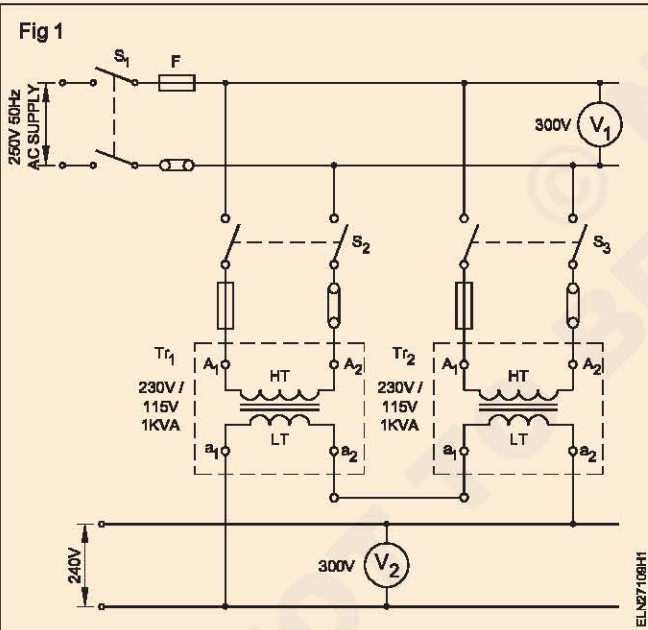 Fig 1
S1
F
250V 50Hz
AC SUPPLY
300V
V1
S2
S3
Tr1
230V /
115V
1KVA
A1
A2
HT
LT
a1
a2
Tr2
230V /
115V
1KVA
A1
A2
HT
LT
a1
a2
240V
300V
V2
ELN27109H1